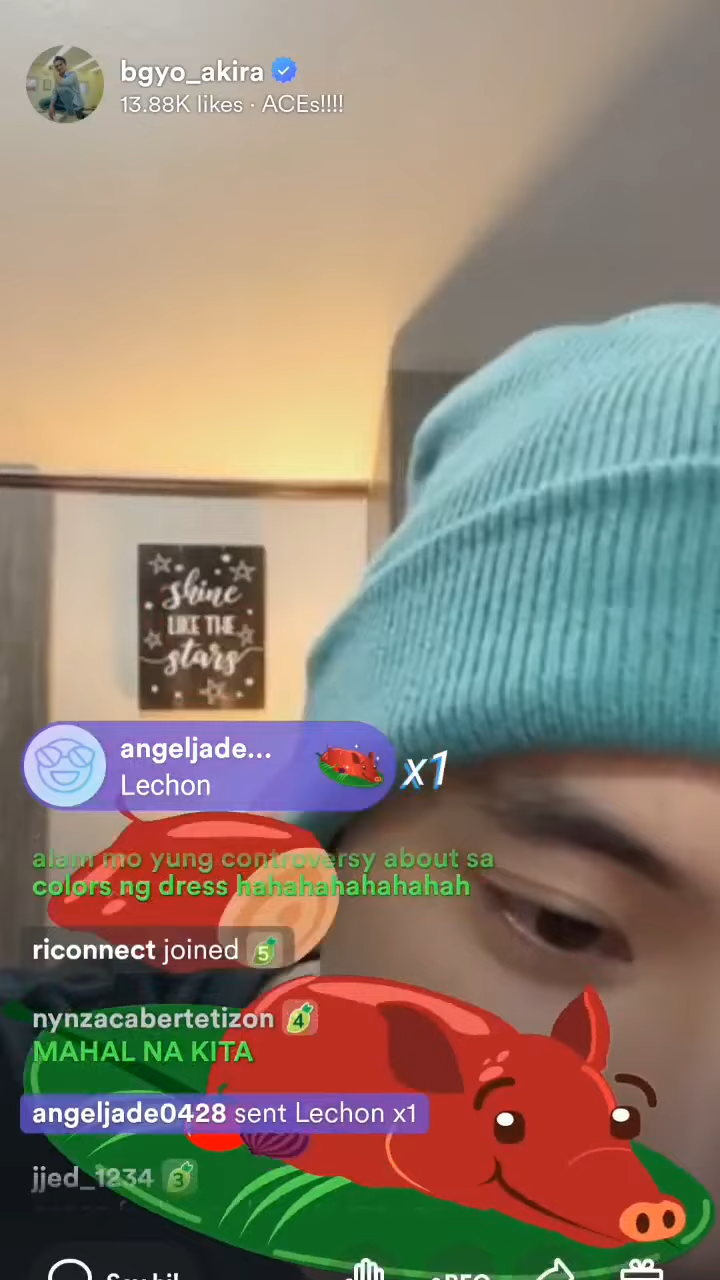 bgyo_akira
13.88K likes · ACEs!!!!
shine
LIKE THE
stars
angeljade...
Lechon
x1
alam mo yung controversy about sa
colors ng dress hahahahahahahah
riconnect joined 5
nynzacabertetizon 4
MAHAL NA KITA
angeljade0428 sent Lechon x1
jjed_1234 3